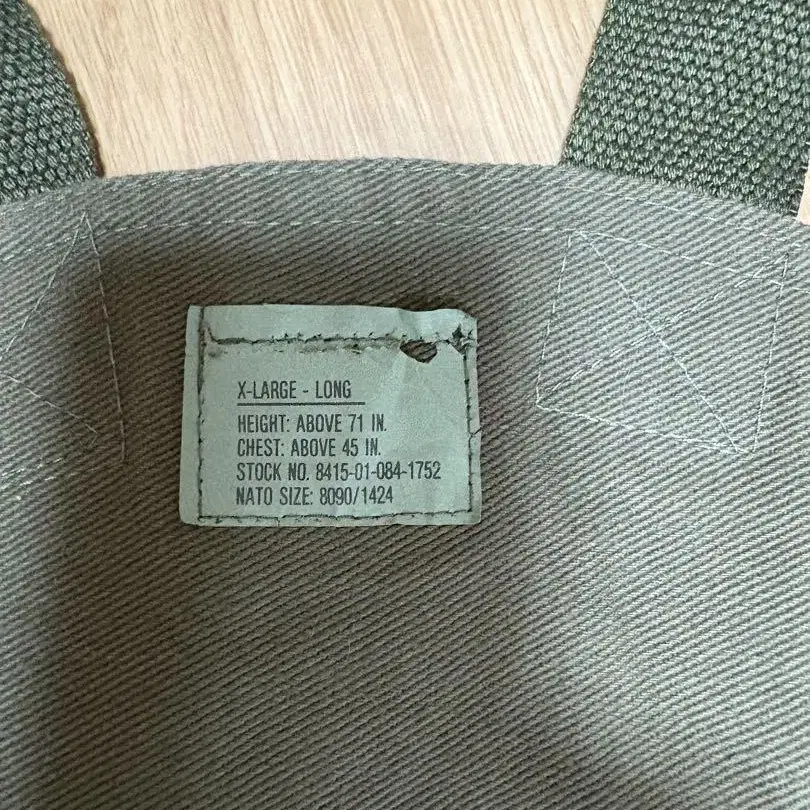 X-LARGE - LONG
HEIGHT: ABOVE 71 IN.
CHEST: ABOVE 45 IN.
STOCK NO. 8415-01-084-1752
NATO SIZE: 8090/1424